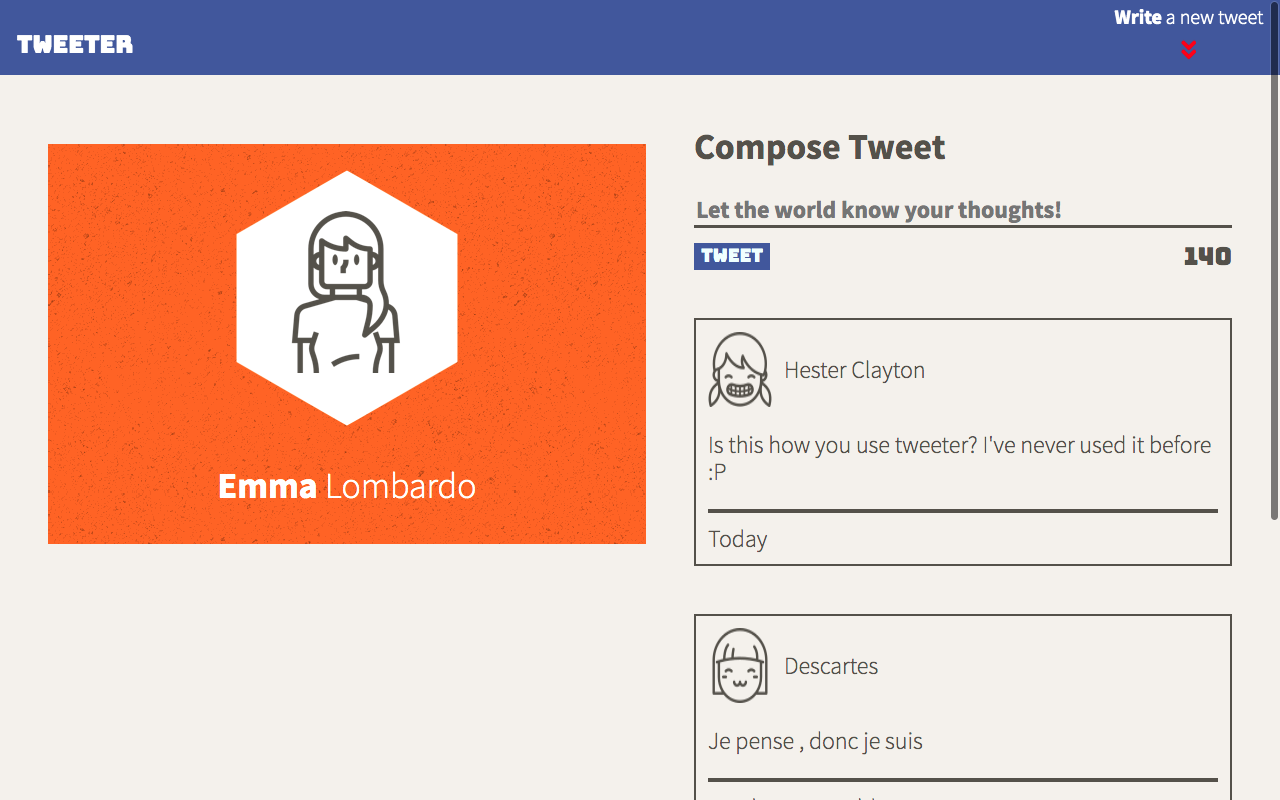 Write a new tweet
TWEETER
Compose Tweet
Let the world know your thoughts!
TWEET 140
Emma Lombardo
Hester Clayton
Is this how you use tweeter? I've never used it before
:P
Today
Descartes
Je pense , donc je suis